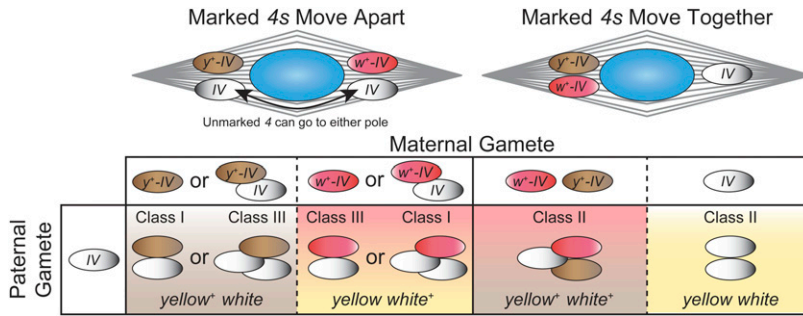 Marked 4s Move Apart
Marked 4s Move Together
y⁺-IV
w⁺-IV
IV
IV
Unmarked 4 can go to either pole
y⁺-IV
w⁺-IV
IV
Maternal Gamete
y⁺-IV or y⁺-IV IV
w⁺-IV or w⁺-IV IV
w⁺-IV y⁺-IV
IV
Paternal Gamete
IV
Class I Class III
or
yellow⁺ white
Class III Class I
or
yellow white⁺
Class II
yellow⁺ white⁺
Class II
yellow white